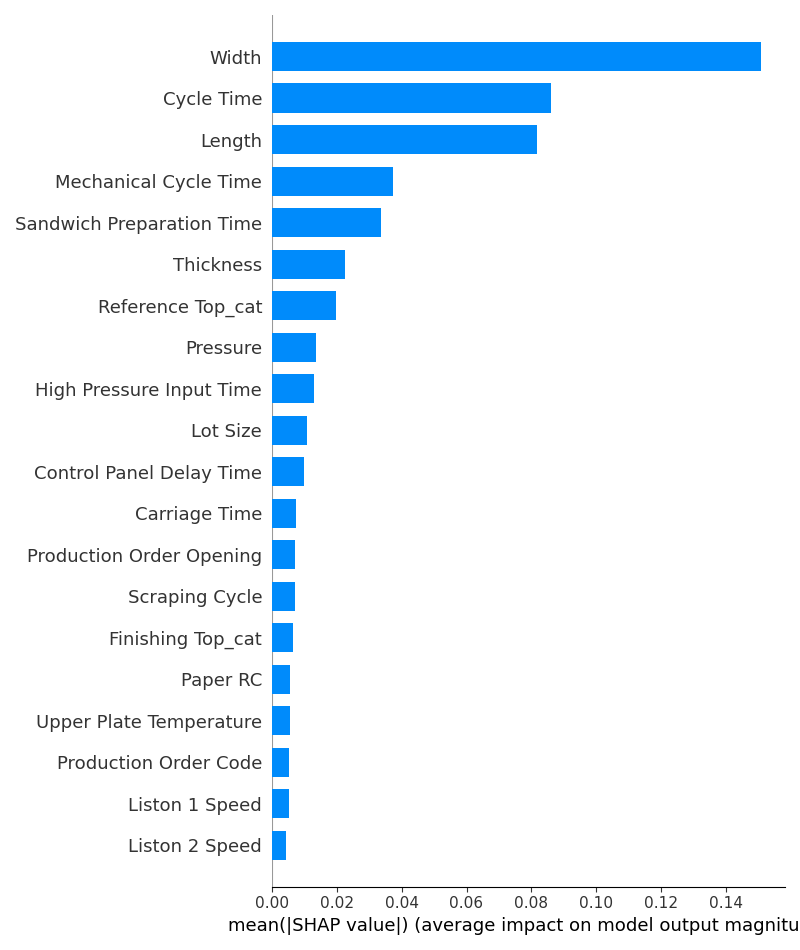 Width
Cycle Time
Length
Mechanical Cycle Time
Sandwich Preparation Time
Thickness
Reference Top_cat
Pressure
High Pressure Input Time
Lot Size
Control Panel Delay Time
Carriage Time
Production Order Opening
Scraping Cycle
Finishing Top_cat
Paper RC
Upper Plate Temperature
Production Order Code
Liston 1 Speed
Liston 2 Speed
0.00 0.02 0.04 0.06 0.08 0.10 0.12 0.14
mean(|SHAP value|) (average impact on model output magnitu